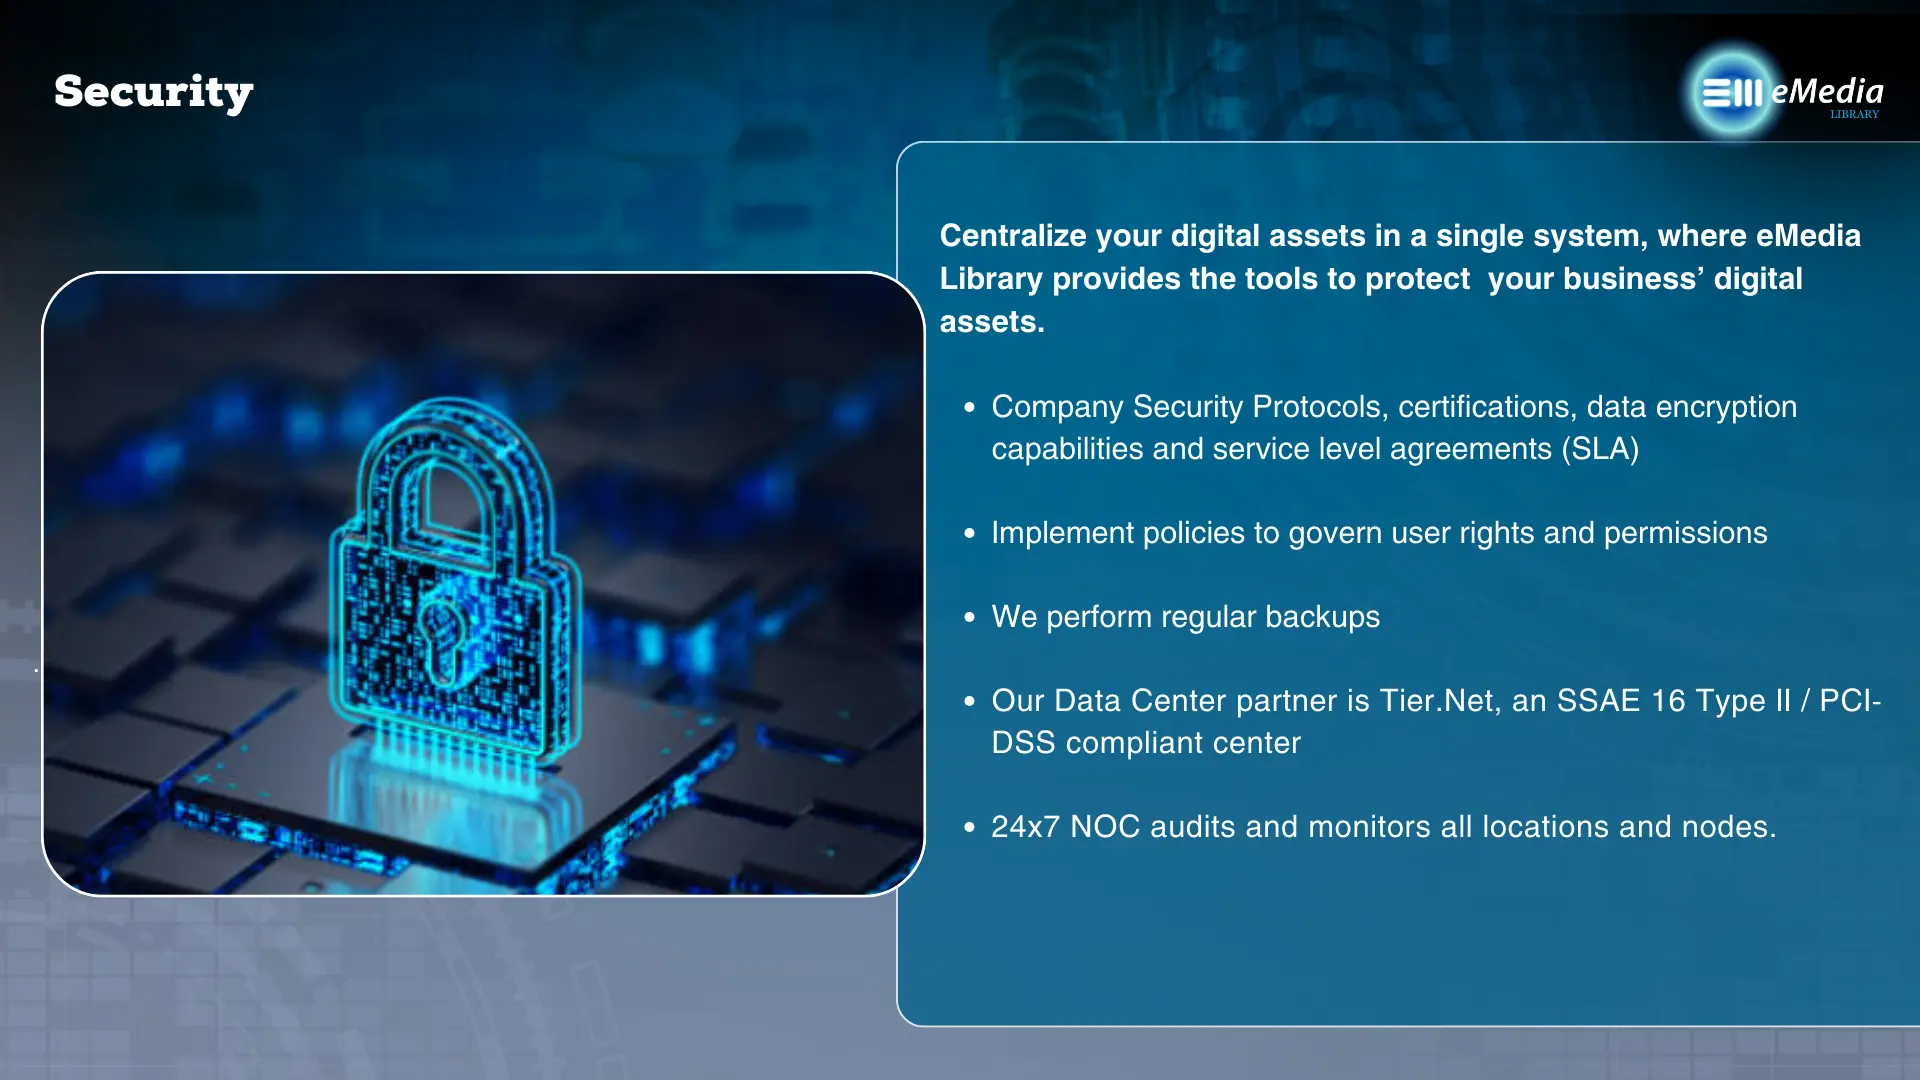 Security
eMedia
LIBRARY
Centralize your digital assets in a single system, where eMedia
Library provides the tools to protect  your business’ digital
assets.
• Company Security Protocols, certifications, data encryption
capabilities and service level agreements (SLA)
• Implement policies to govern user rights and permissions
• We perform regular backups
• Our Data Center partner is Tier.Net, an SSAE 16 Type II / PCI-
DSS compliant center
• 24x7 NOC audits and monitors all locations and nodes.
.